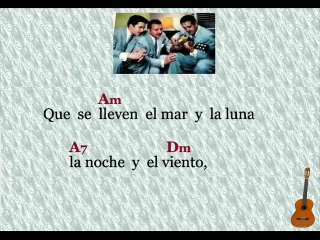 Am
Que se lleven el mar y la luna
A7 Dm
la noche y el viento,